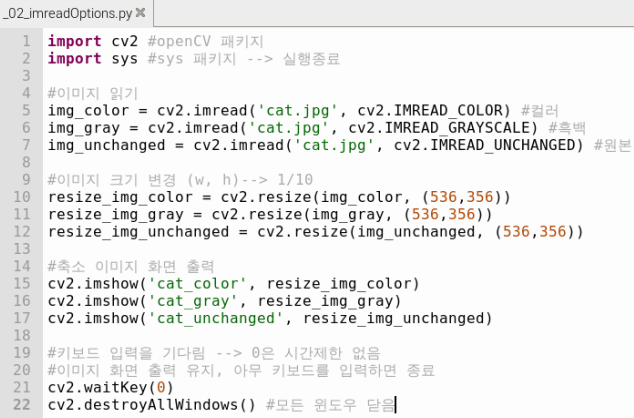 _02_imreadOptions.py
1 import cv2 #openCV 패키지
2 import sys #sys 패키지 --> 실행종료
3
4 #이미지 읽기
5 img_color = cv2.imread('cat.jpg', cv2.IMREAD_COLOR) #컬러
6 img_gray = cv2.imread('cat.jpg', cv2.IMREAD_GRAYSCALE) #흑백
7 img_unchanged = cv2.imread('cat.jpg', cv2.IMREAD_UNCHANGED) #원본
8
9 #이미지 크기 변경 (w, h)--> 1/10
10 resize_img_color = cv2.resize(img_color, (536,356))
11 resize_img_gray = cv2.resize(img_gray, (536,356))
12 resize_img_unchanged = cv2.resize(img_unchanged, (536,356))
13
14 #축소 이미지 화면 출력
15 cv2.imshow('cat_color', resize_img_color)
16 cv2.imshow('cat_gray', resize_img_gray)
17 cv2.imshow('cat_unchanged', resize_img_unchanged)
18
19 #키보드 입력을 기다림 --> 0은 시간제한 없음
20 #이미지 화면 출력 유지, 아무 키보드를 입력하면 종료
21 cv2.waitKey(0)
22 cv2.destroyAllWindows() #모든 윈도우 닫음